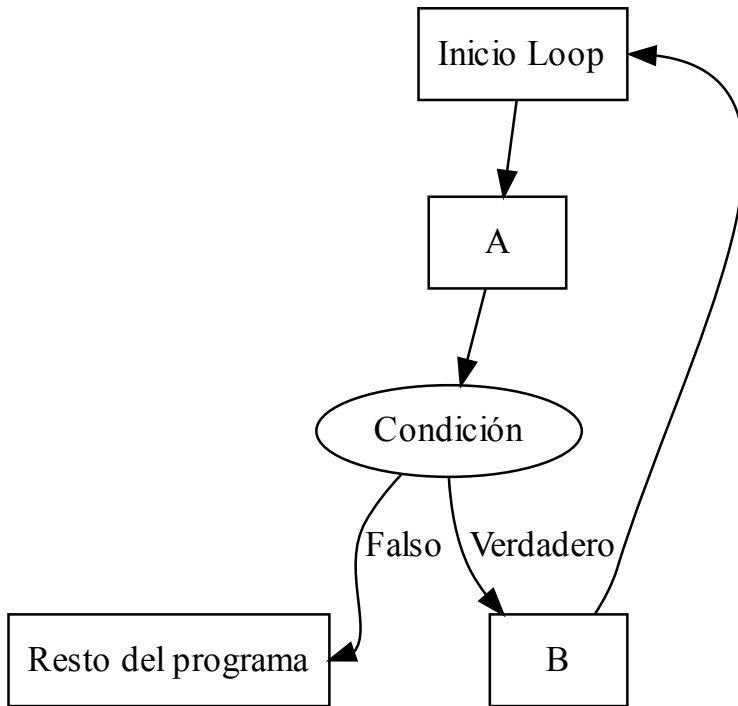 Inicio Loop
A
Condición
Falso
Verdadero
Resto del programa
B